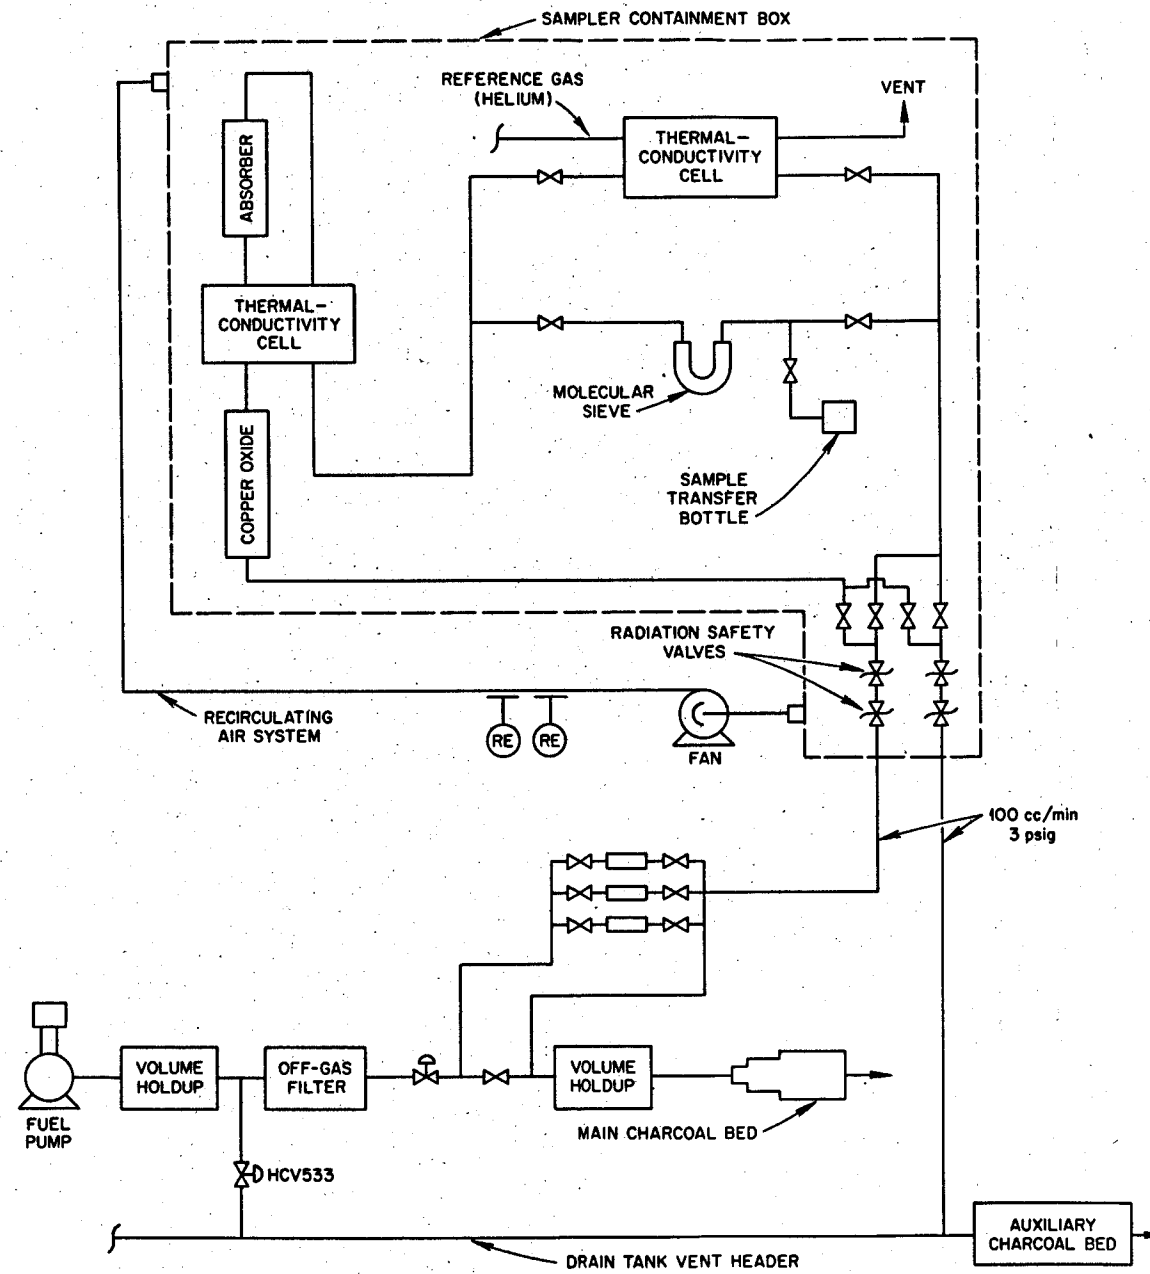 SAMPLER CONTAINMENT BOX
REFERENCE GAS
(HELIUM)
VENT
THERMAL-
CONDUCTIVITY
CELL
ABSORBER
THERMAL-
CONDUCTIVITY
CELL
MOLECULAR
SIEVE
COPPER OXIDE
SAMPLE
TRANSFER
BOTTLE
RADIATION SAFETY
VALVES
RECIRCULATING
AIR SYSTEM
RE
RE
FAN
100 cc/min
3 psig
VOLUME
HOLDUP
OFF-GAS
FILTER
VOLUME
HOLDUP
FUEL
PUMP
MAIN CHARCOAL BED
HCV533
AUXILIARY
CHARCOAL BED
DRAIN TANK VENT HEADER